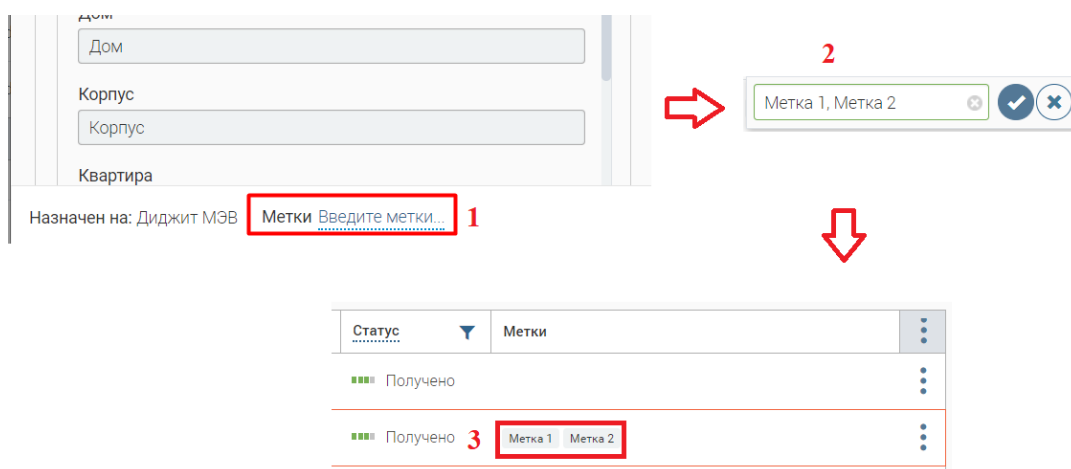 Дом
Дом
Корпус
Корпус
Квартира
Назначен на: Диджит МЭВ Метки Введите метки... 1
2
Метка 1, Метка 2
Статус Метки
Получено
Получено 3 Метка 1 Метка 2